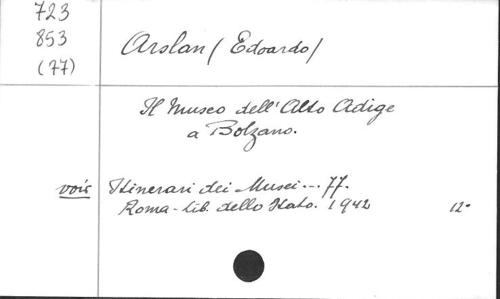 723
853
(77)
Arslan (Edoardo)
Il Museo dell'Alto Adige
a Bolzano.
voir Itinerari dei Musei ... 77.
Roma - Lib. dello Stato. 1942 12°